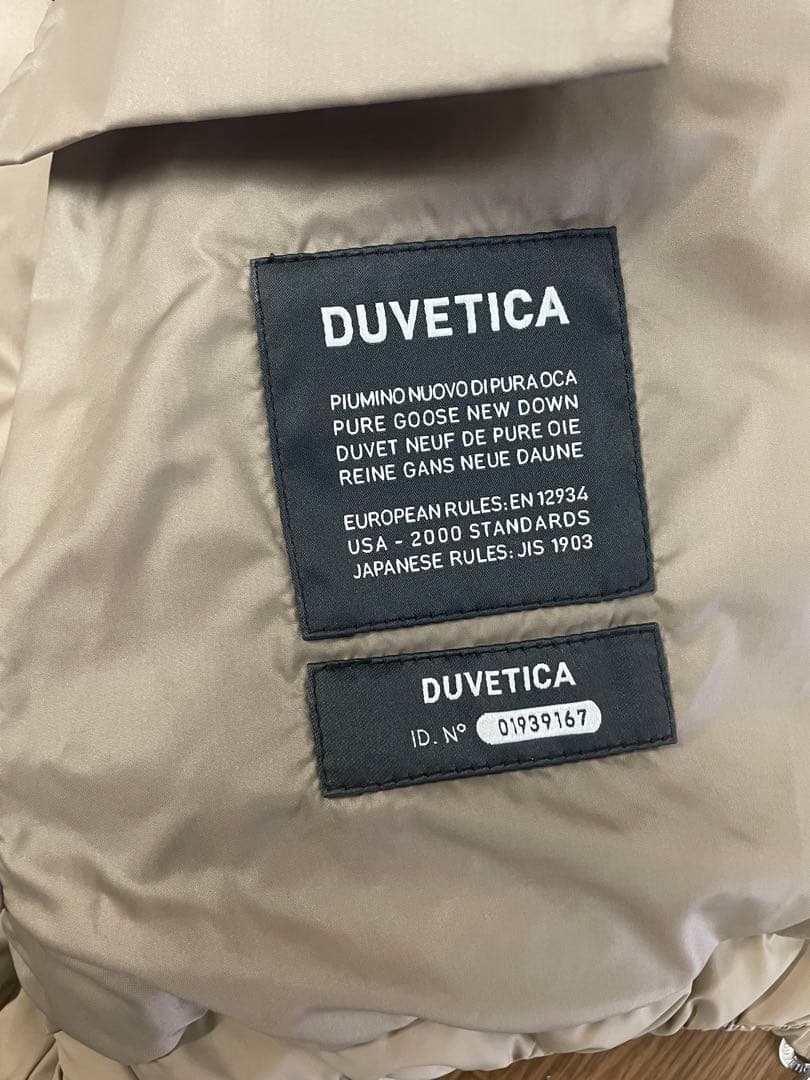 DUVETICA
PIUMINO NUOVO DI PURA OCA
PURE GOOSE NEW DOWN
DUVET NEUF DE PURE OIE
REINE GANS NEUE DAUNE
EUROPEAN RULES: EN 12934
USA - 2000 STANDARDS
JAPANESE RULES: JIS 1903
DUVETICA
ID. Nº 01939167